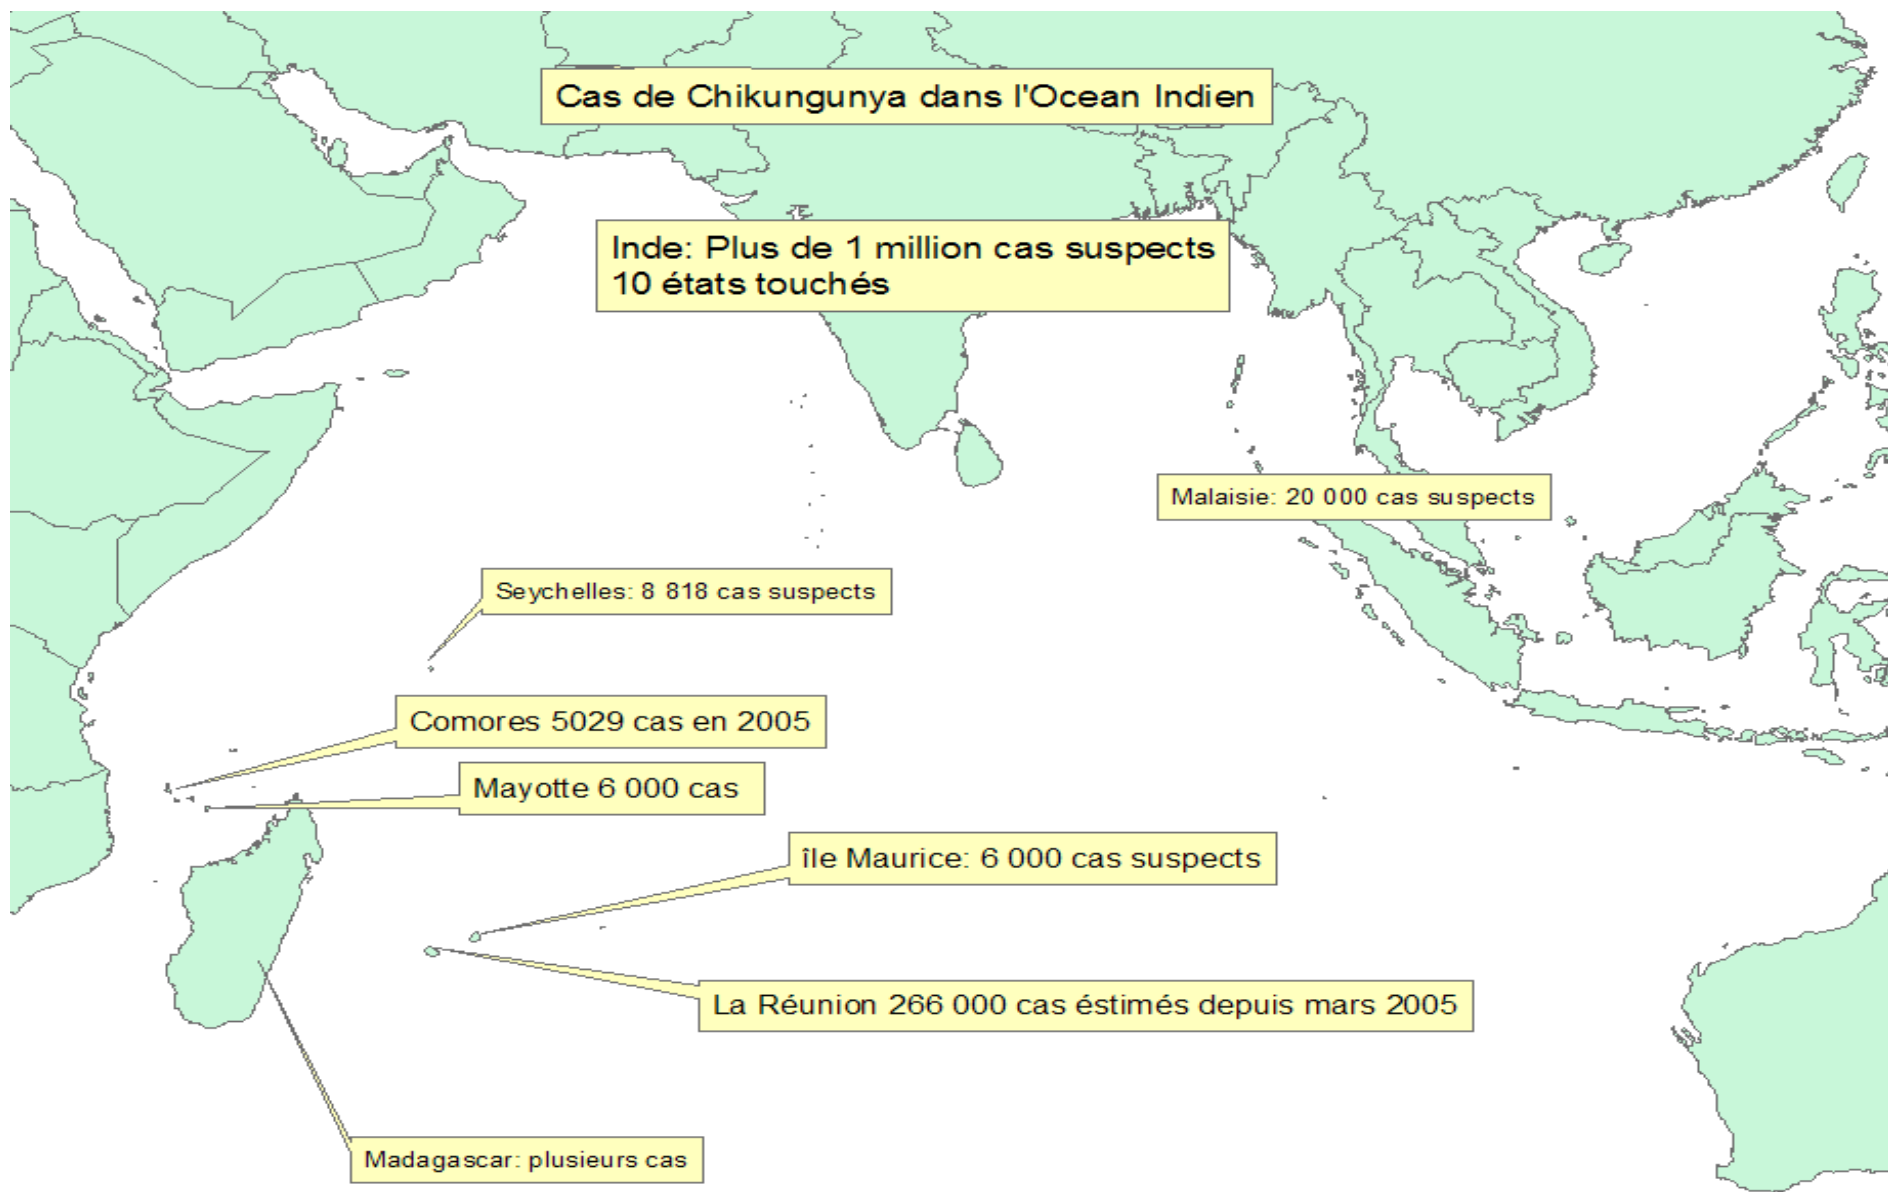 Cas de Chikungunya dans l'Ocean Indien
Inde: Plus de 1 million cas suspects
10 états touchés
Malaisie: 20 000 cas suspects
Seychelles: 8 818 cas suspects
Comores 5029 cas en 2005
Mayotte 6 000 cas
île Maurice: 6 000 cas suspects
La Réunion 266 000 cas éstimés depuis mars 2005
Madagascar: plusieurs cas